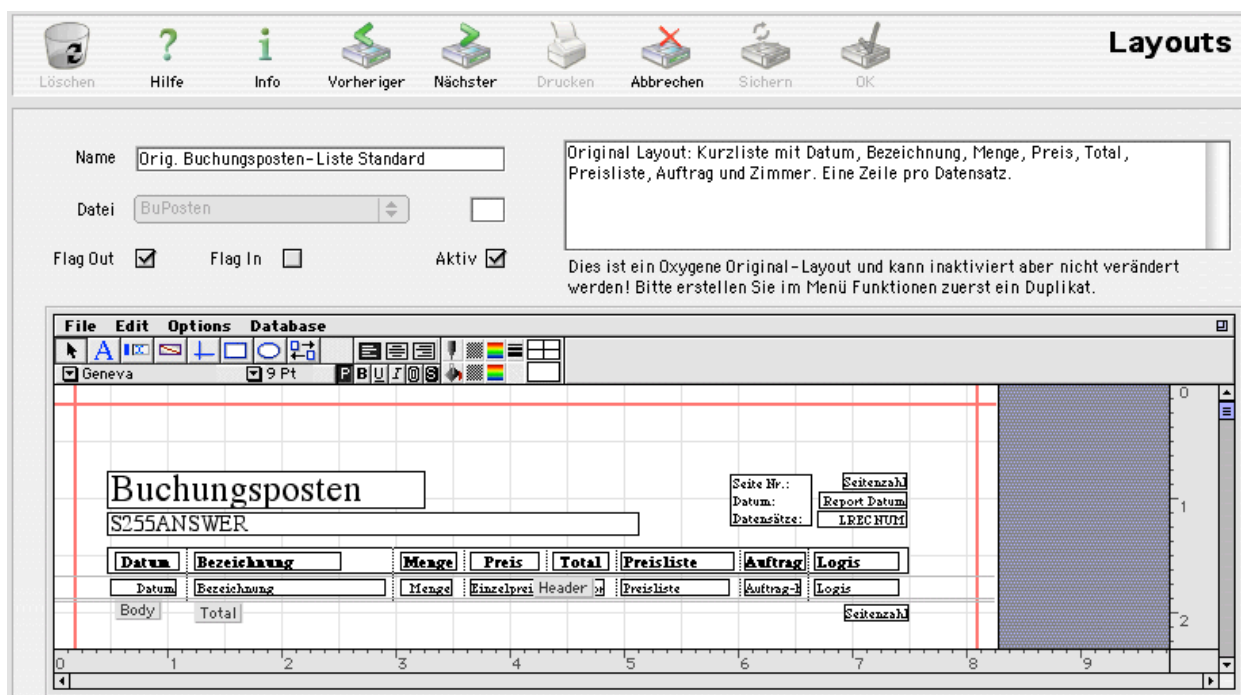 Layouts
Löschen Hilfe Info Vorheriger Nächster Drucken Abbrechen Sichern OK
Name Orig. Buchungsposten-Liste Standard
Original Layout: Kurzliste mit Datum, Bezeichnung, Menge, Preis, Total,
Preisliste, Auftrag und Zimmer. Eine Zeile pro Datensatz.
Datei BuPosten
Flag Out Flag In Aktiv
Dies ist ein Oxygene Original-Layout und kann inaktiviert aber nicht verändert
werden! Bitte erstellen Sie im Menü Funktionen zuerst ein Duplikat.
File Edit Options Database
Geneva 9 Pt P B U I O S
0
Buchungsposten
Seite Nr.: Seitenzahl
Datum: Report Datum
1
S255ANSWER
Datensätze: LREC NUM
Datum Bezeichnung Menge Preis Total Preisliste Auftrag Logis
Datum Bezeichnung Menge Einzelprei Header Preisliste Auftrag-I Logis
Body Total Seitenzahl
2
0 1 2 3 4 5 6 7 8 9